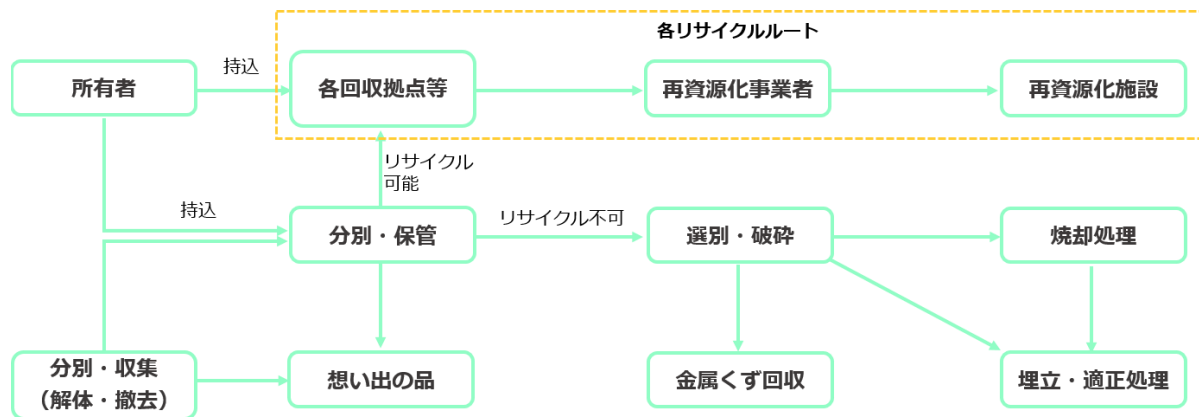 各リサイクルルート
所有者
持込
各回収拠点等
再資源化事業者
再資源化施設
リサイクル
可能
持込
分別・保管
リサイクル不可
選別・破砕
焼却処理
分別・収集
（解体・撤去）
想い出の品
金属くず回収
埋立・適正処理